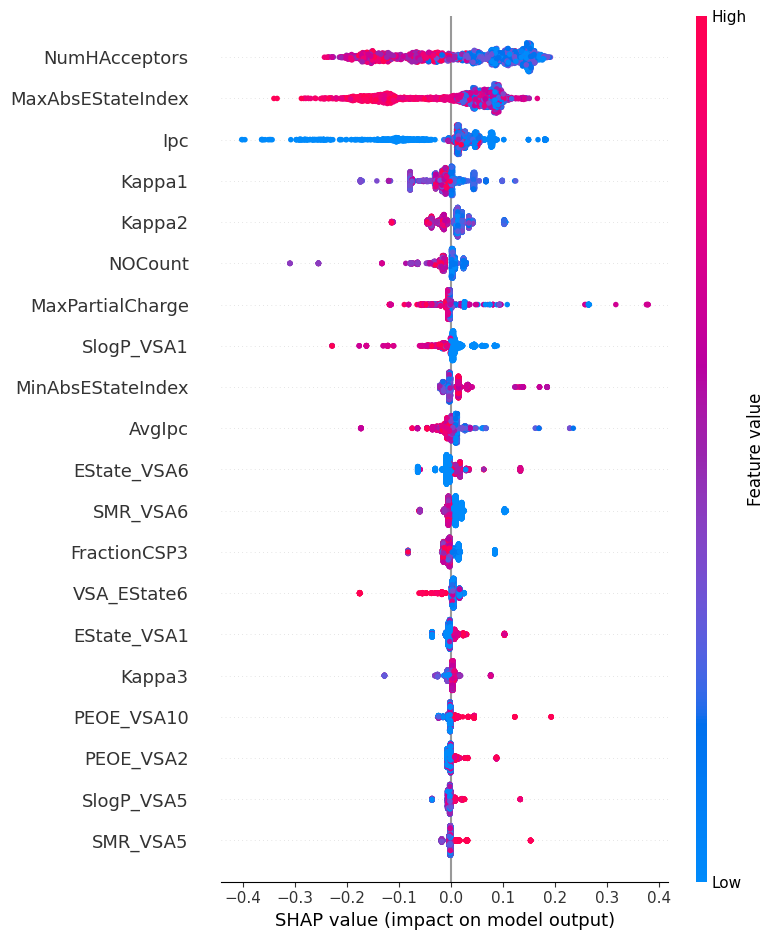 High
NumHAcceptors
MaxAbsEStateIndex
Ipc
Kappa1
Kappa2
NOCount
MaxPartialCharge
SlogP_VSA1
MinAbsEStateIndex
AvgIpc
EState_VSA6
SMR_VSA6
FractionCSP3
VSA_EState6
EState_VSA1
Kappa3
PEOE_VSA10
PEOE_VSA2
SlogP_VSA5
SMR_VSA5
Feature value
Low
−0.4 −0.3 −0.2 −0.1 0.0 0.1 0.2 0.3 0.4
SHAP value (impact on model output)